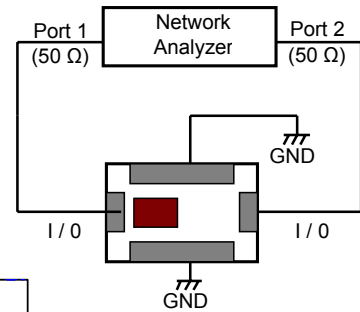 Port 1
(50 Ω)
Network
Analyzer
Port 2
(50 Ω)
GND
I / 0
I / 0
GND